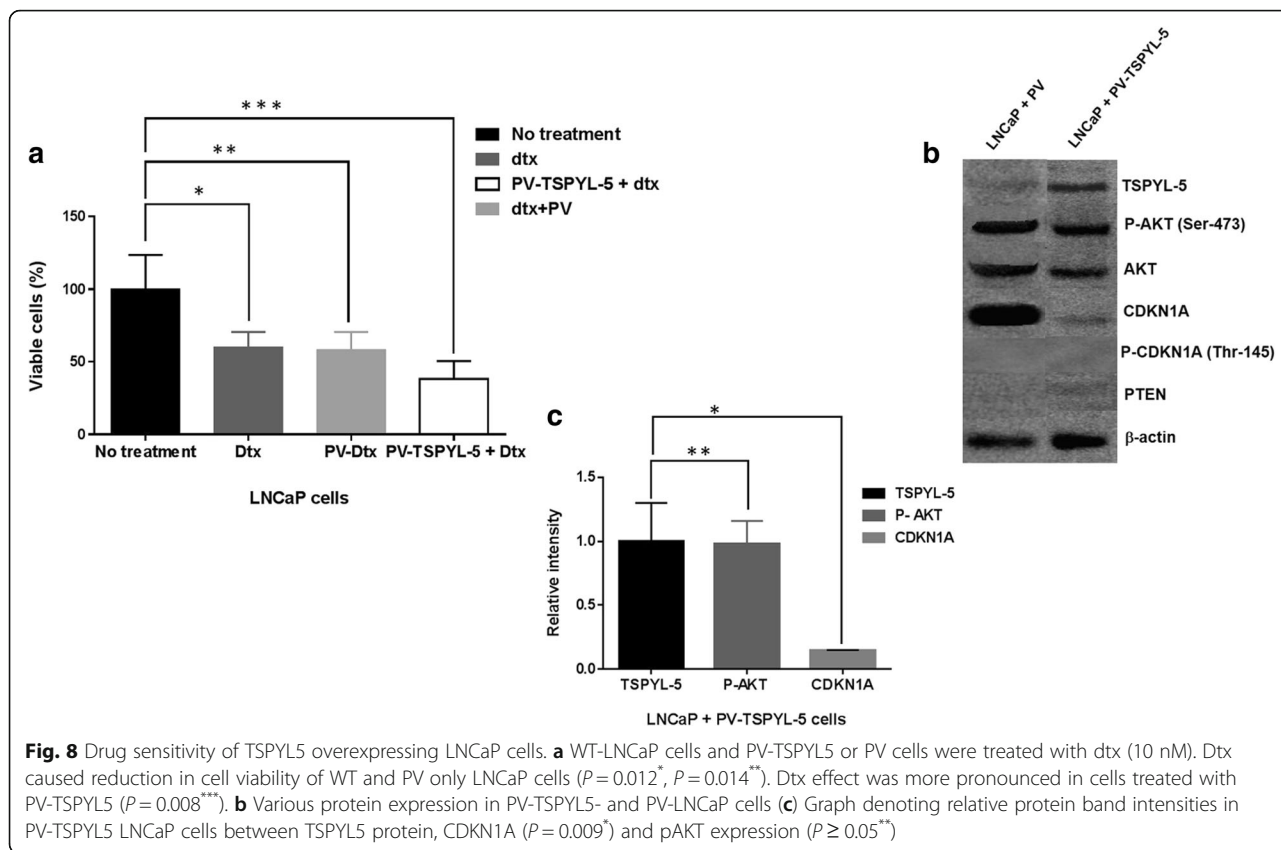 a
***
**
*
No treatment
dtx
PV-TSPYL-5 + dtx
dtx+PV
Viable cells (%)
150
100
50
0
No treatment
Dtx
PV-Dtx
PV-TSPYL-5 + Dtx
LNCaP cells
b
LNCaP + PV
LNCaP + PV-TSPYL-5
TSPYL-5
P-AKT (Ser-473)
AKT
CDKN1A
P-CDKN1A (Thr-145)
PTEN
β-actin
c
*
**
TSPYL-5
P- AKT
CDKN1A
Relative intensity
1.5
1.0
0.5
0.0
TSPYL-5
P-AKT
CDKN1A
LNCaP + PV-TSPYL-5 cells
Fig. 8 Drug sensitivity of TSPYL5 overexpressing LNCaP cells. a WT-LNCaP cells and PV-TSPYL5 or PV cells were treated with dtx (10 nM). Dtx
caused reduction in cell viability of WT and PV only LNCaP cells (P = 0.012*, P = 0.014**). Dtx effect was more pronounced in cells treated with
PV-TSPYL5 (P = 0.008***). b Various protein expression in PV-TSPYL5- and PV-LNCaP cells (c) Graph denoting relative protein band intensities in
PV-TSPYL5 LNCaP cells between TSPYL5 protein, CDKN1A (P = 0.009*) and pAKT expression (P ≥ 0.05**)